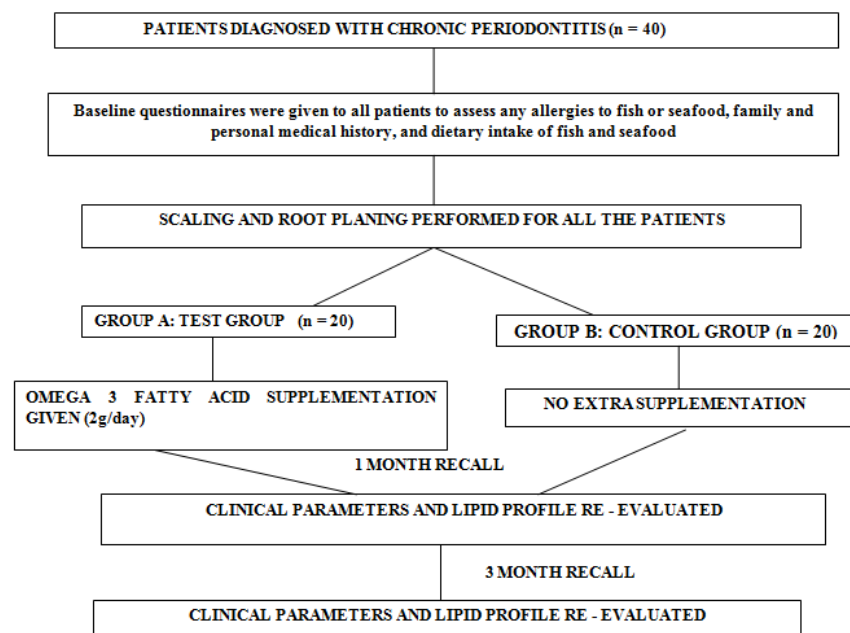 PATIENTS DIAGNOSED WITH CHRONIC PERIODONTITIS (n = 40)
Baseline questionnaires were given to all patients to assess any allergies to fish or seafood, family and
personal medical history, and dietary intake of fish and seafood
SCALING AND ROOT PLANING PERFORMED FOR ALL THE PATIENTS
GROUP A: TEST GROUP (n = 20)
GROUP B: CONTROL GROUP (n = 20)
OMEGA 3 FATTY ACID SUPPLEMENTATION
GIVEN (2g/day)
NO EXTRA SUPPLEMENTATION
1 MONTH RECALL
CLINICAL PARAMETERS AND LIPID PROFILE RE - EVALUATED
3 MONTH RECALL
CLINICAL PARAMETERS AND LIPID PROFILE RE - EVALUATED